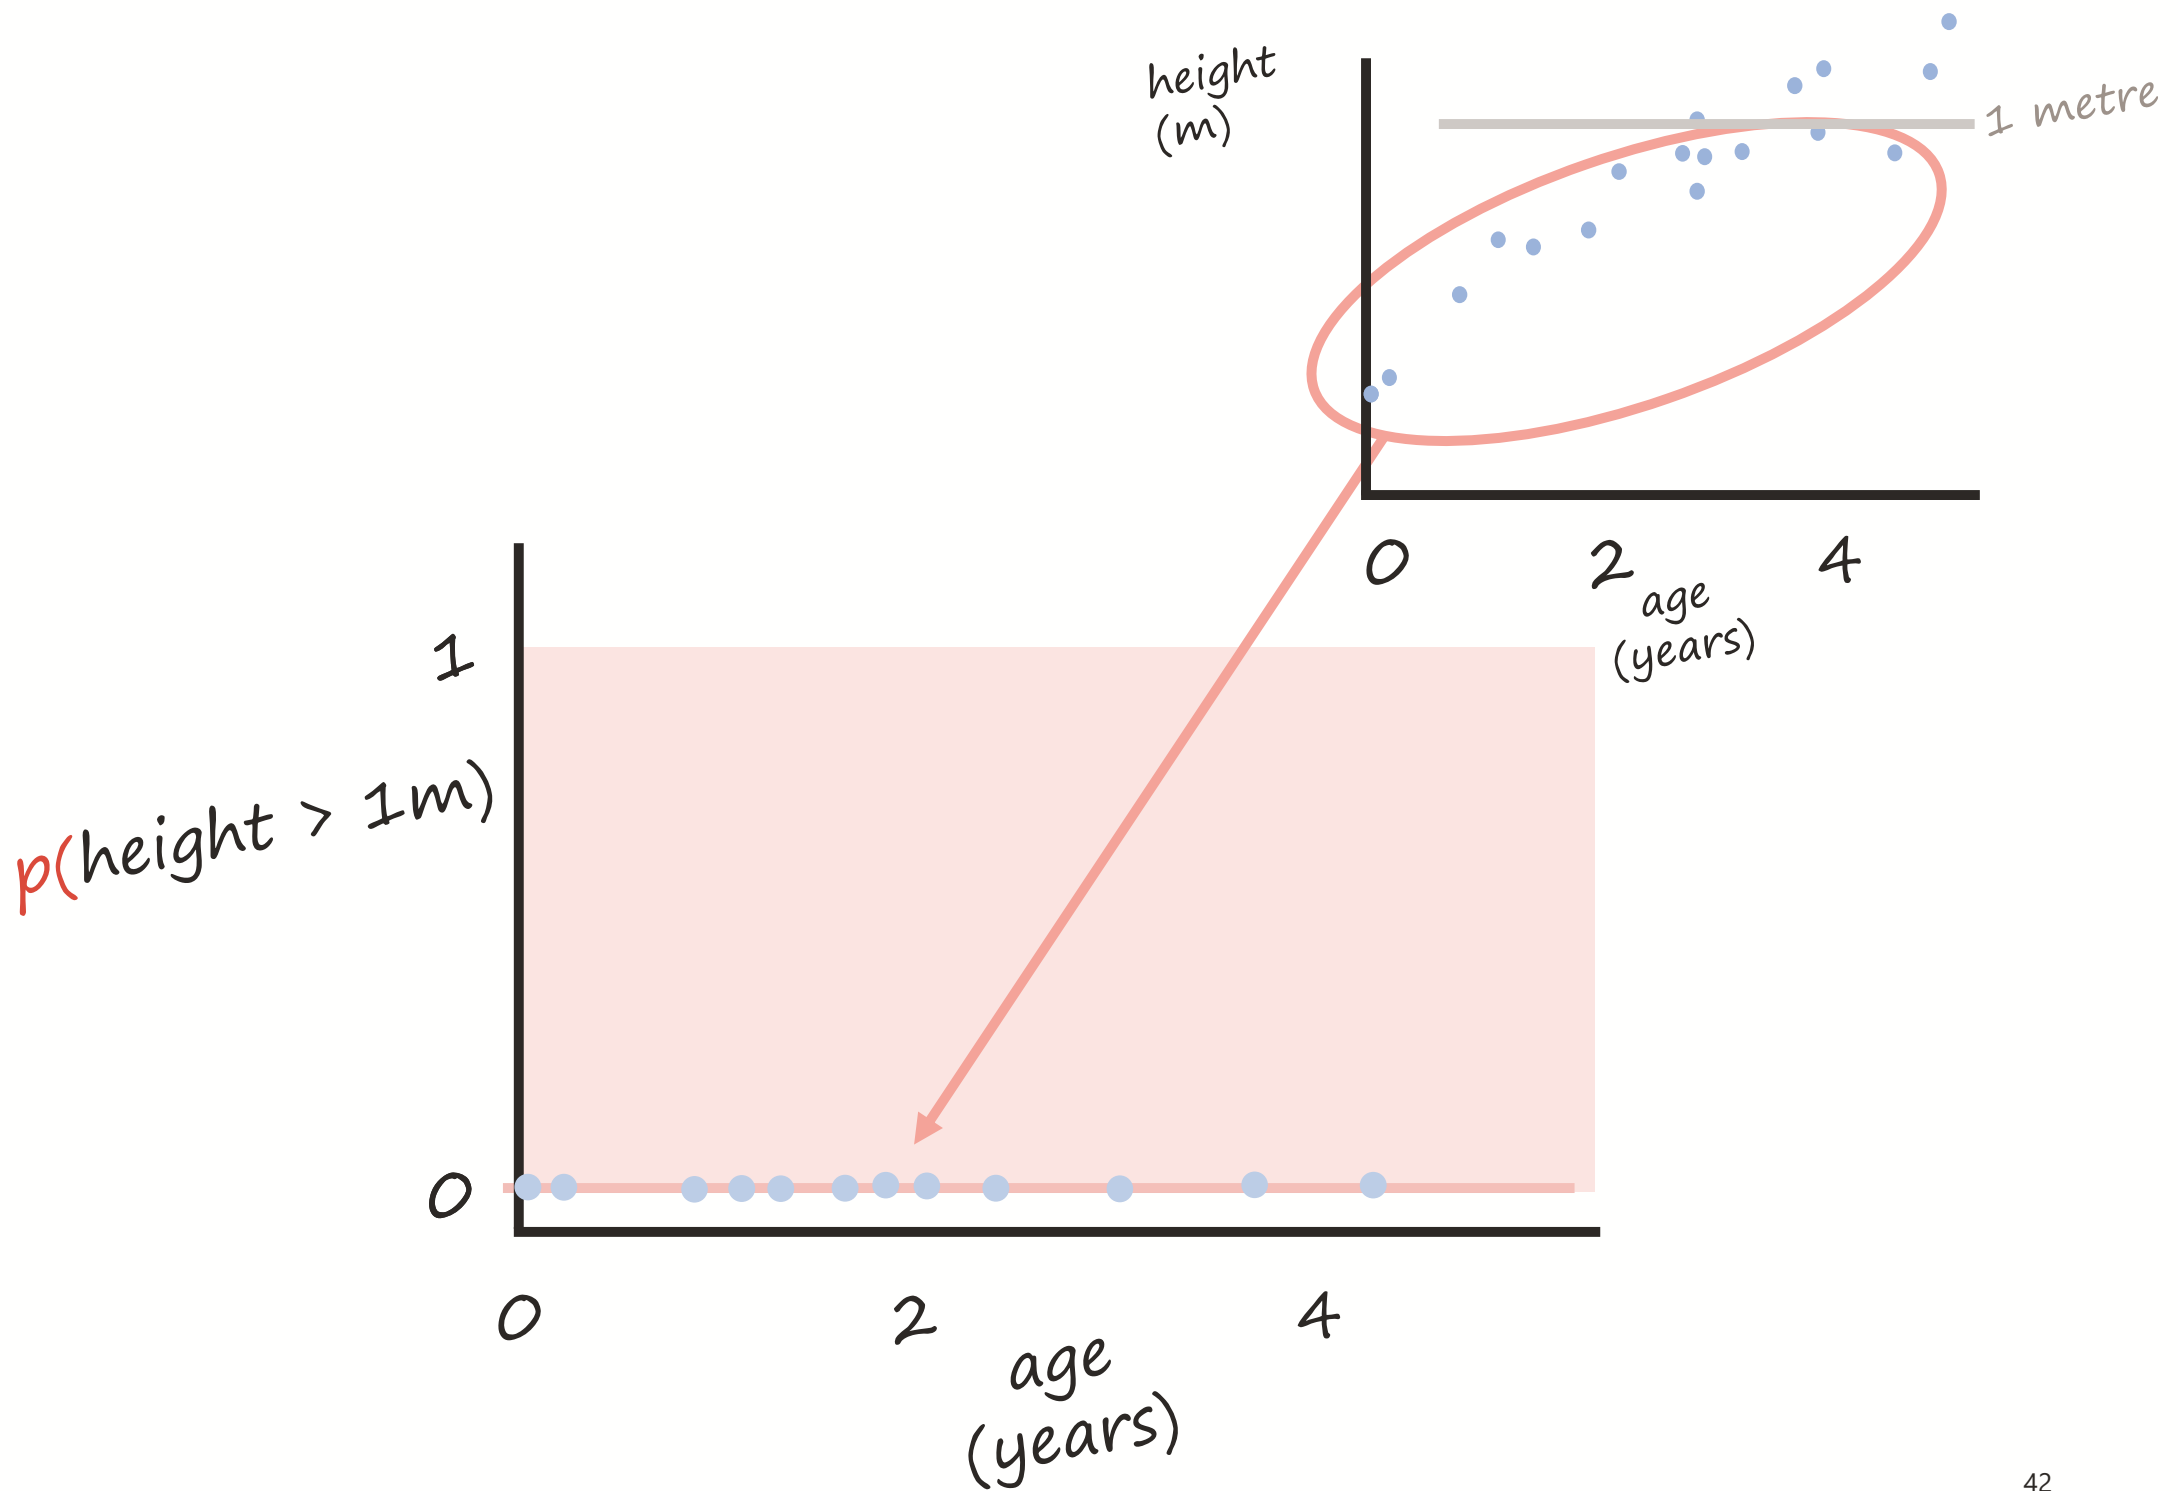 height
(m)
1 metre
0 2 4
age
(years)
1
p(height > 1m)
0
0 2 4
age
(years)
42